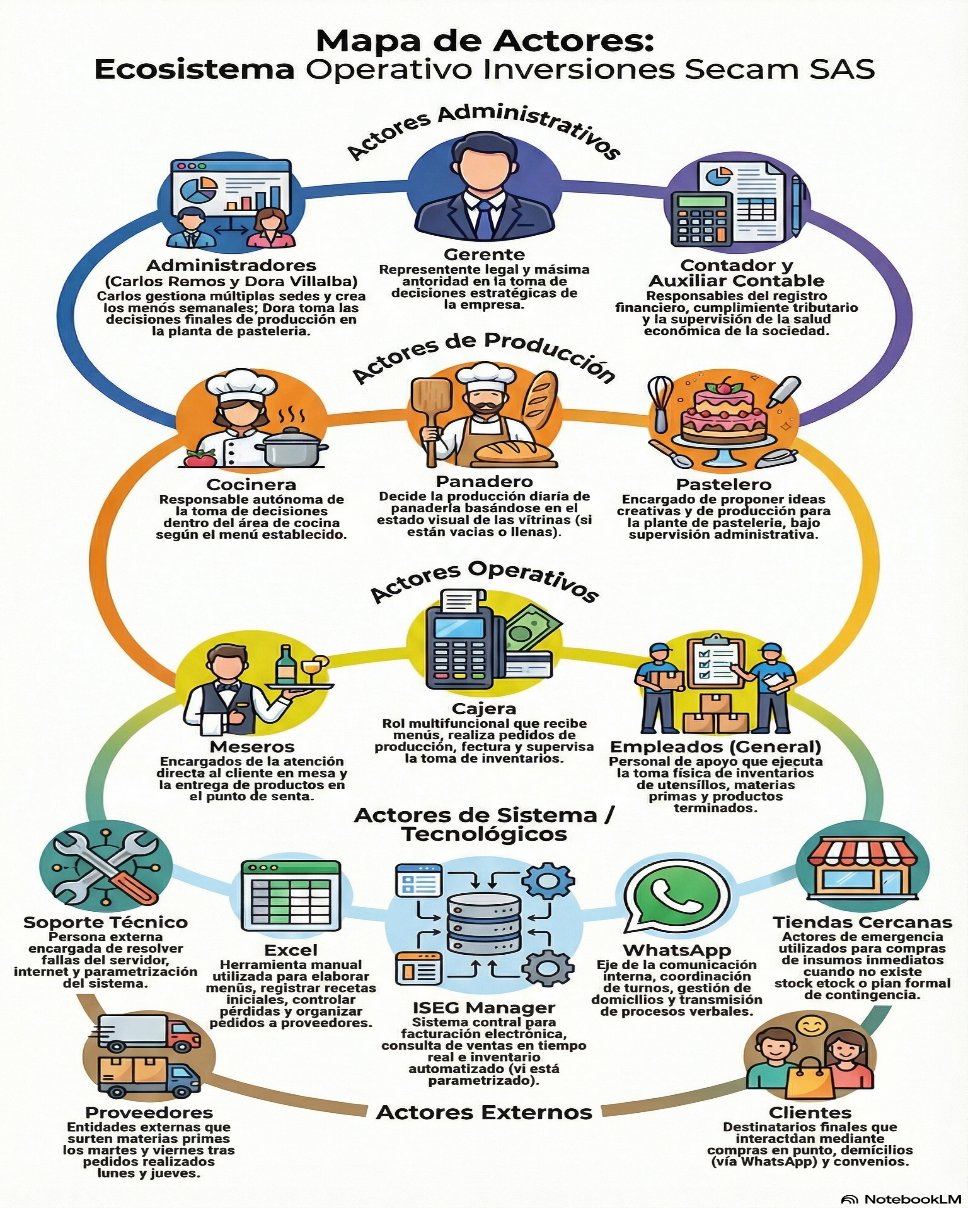 Mapa de Actores:
Ecosistema Operativo Inversiones Secam SAS
Actores Administrativos
Administradores
(Carlos Remos y Dora Villalba)
Carlos gestiona múltiples sedes y crea
los menós semanales; Dora toma las
decisiones finales de producción en
la planta de pasteleria.
Gerente
Representente legal y másima
antoridad en la toma de
decisiones estratégicas de
la empresa.
Contador y
Auxiliar Contable
Responsables del registro
financiero, cumplimiente tributario
y la supervisión de la salud
económica de la sociedad.
Actores de Producción
Cocinera
Responsable autónoma de
la toma de decisiones
dentro del área de cocina
según el menú establecido.
Panadero
Decide la producción diaría de
panaderla basándose en el
estado visual de las vítrinas (si
están vacias o llenas).
Pastelero
Encargado de proponer ideas
creativas y de producción para
la plante de pasteleria, bajo
supervisión administrativa.
Actores Operativos
Meseros
Encargados de la atención
directa al cliente en mesa y
la entrega de productos en
el punto de senta.
Cajera
Rol multifuncional que recibe
menús, realiza pedidos de
producción, fectura y supervisa
la toma de inventarios.
Empleados (General)
Personal de apoyo que ejecuta
la toma física de inventarios
de utensíllos, materias
primas y productos
terminados.
Actores de Sistema /
Tecnológicos
Soporte Técnico
Persona externa
encargada de resolver
fallas del servidor,
internet y parametrización
del sistema.
Excel
Herramienta manual
utilizada para elaborar
menús, registrar recetas
iniciales, controlar
pérdidas y organizar
pedidos a proveedores.
ISEG Manager
Sistema contral para
facturación electrónica,
consulta de ventas en tiempo
real e inventario
automatizado (vi está
parametrizado).
WhatsApp
Eje de la comunicación
interna, coordinación
de turnos, gestión de
domicilios y transmisión
de procesos verbales.
Tiendas Cercanas
Actores de emergencia
utilizados para compras
de insumos inmediatos
cuando no existe
stock etock o plan formal
de contingencia.
Proveedores
Entidades externas que
surten materias primes
los martes y viernes tras
pedidos realizados
lunes y jueves.
Actores Externos
Clientes
Destinatarios finales que
interactúan mediante
compras en punto, demícilios
(vía WhatsApp) y convenios.
NotebookLM